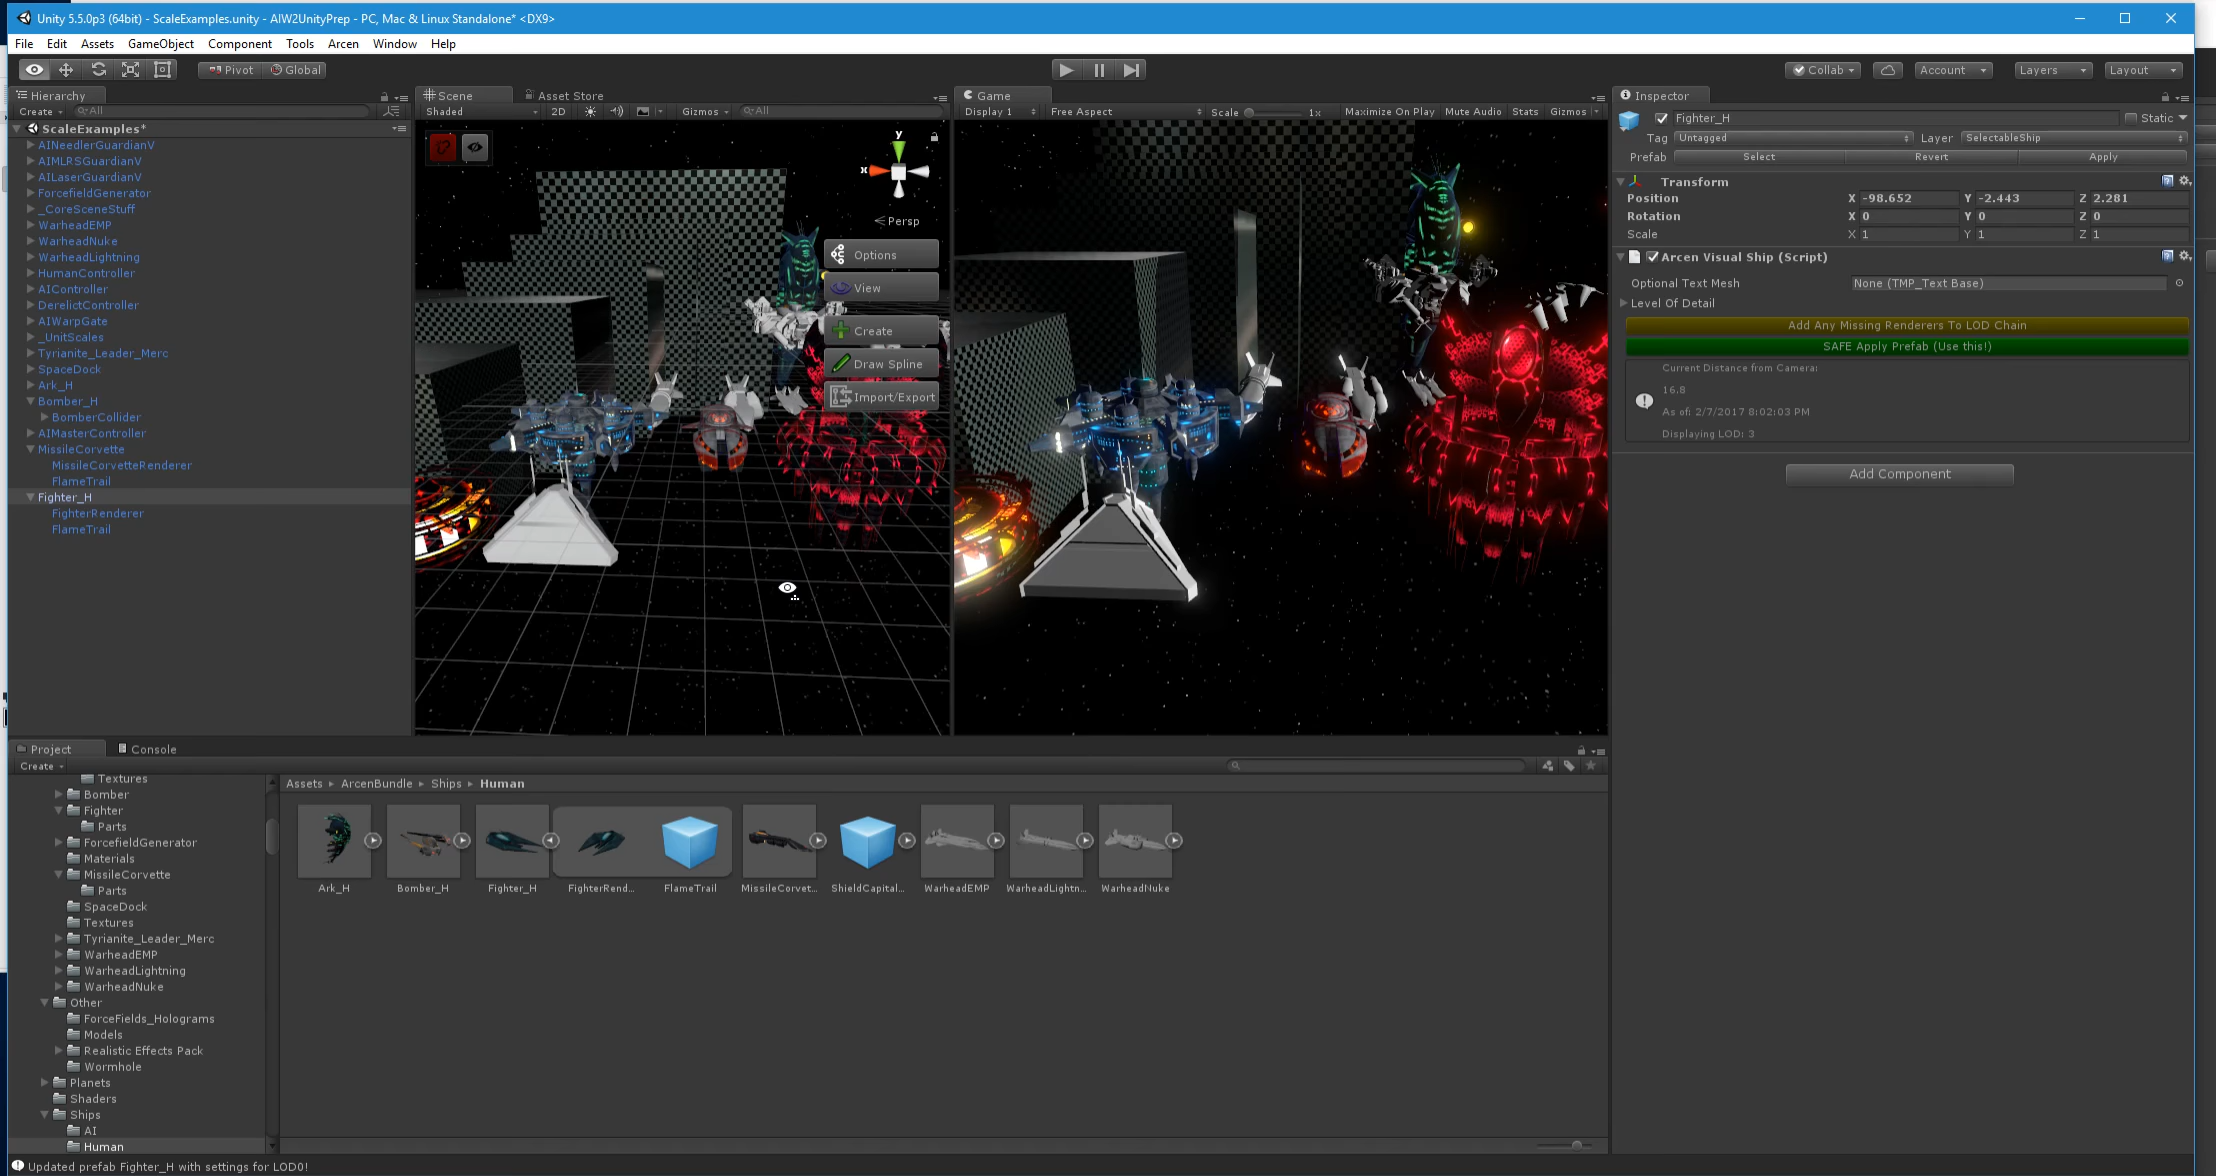 Unity 5.5.0p3 (64bit) - ScaleExamples.unity - AIW2UnityPrep - PC, Mac & Linux Standalone* <DX9>
File Edit Assets GameObject Component Tools Arcen Window Help
Pivot Global
Collab Account Layers Layout
Hierarchy
Create All
ScaleExamples*
AINeedlerGuardianV
AIMLRSGuardianV
AILaserGuardianV
ForcefieldGenerator
_CoreSceneStuff
WarheadEMP
WarheadNuke
WarheadLightning
HumanController
AIController
DerelictController
AIWarpGate
_UnitScales
Tyrianite_Leader_Merc
SpaceDock
Ark_H
Bomber_H
BomberCollider
AIMasterController
MissileCorvette
MissileCorvetteRenderer
FlameTrail
Fighter_H
FighterRenderer
FlameTrail
Scene Asset Store
Shaded 2D Gizmos All
y
x
Persp
Options
View
Create
Draw Spline
Import/Export
Game
Display 1 Free Aspect Scale 1x Maximize On Play Mute Audio Stats Gizmos
Inspector
Fighter_H Static
Tag Untagged Layer SelectableShip
Prefab Select Revert Apply
Transform
Position X -98.652 Y -2.443 Z 2.281
Rotation X 0 Y 0 Z 0
Scale X 1 Y 1 Z 1
Arcen Visual Ship (Script)
Optional Text Mesh None (TMP_Text Base)
Level Of Detail
Add Any Missing Renderers To LOD Chain
SAFE Apply Prefab (Use this!)
Current Distance from Camera:
16.8
As of: 2/7/2017 8:02:03 PM
Displaying LOD: 3
Add Component
Project Console
Create
Textures
Bomber
Fighter
Parts
ForcefieldGenerator
Materials
MissileCorvette
Parts
SpaceDock
Textures
Tyrianite_Leader_Merc
WarheadEMP
WarheadLightning
WarheadNuke
Other
ForceFields_Holograms
Models
Realistic Effects Pack
Wormhole
Planets
Shaders
Ships
AI
Human
Assets ArcenBundle Ships Human
Ark_H Bomber_H Fighter_H FighterRend... FlameTrail MissileCorvet... ShieldCapital... WarheadEMP WarheadLightn... WarheadNuke
Updated prefab Fighter_H with settings for LOD0!